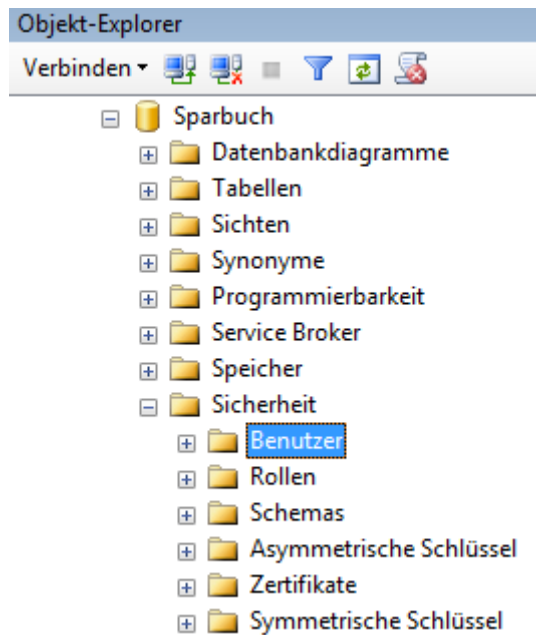 Objekt-Explorer
Verbinden
Sparbuch
Datenbankdiagramme
Tabellen
Sichten
Synonyme
Programmierbarkeit
Service Broker
Speicher
Sicherheit
Benutzer
Rollen
Schemas
Asymmetrische Schlüssel
Zertifikate
Symmetrische Schlüssel